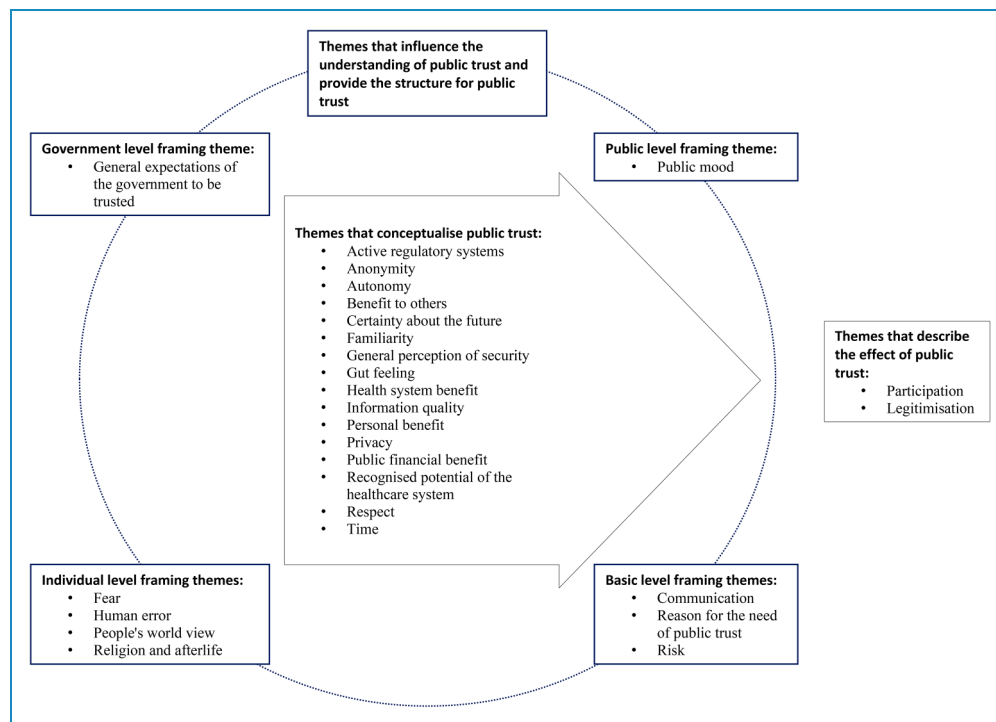 Themes that influence the
understanding of public trust and
provide the structure for public
trust
Government level framing theme:
• General expectations of
the government to be
trusted
Public level framing theme:
• Public mood
Themes that conceptualise public trust:
• Active regulatory systems
• Anonymity
• Autonomy
• Benefit to others
• Certainty about the future
• Familiarity
• General perception of security
• Gut feeling
• Health system benefit
• Information quality
• Personal benefit
• Privacy
• Public financial benefit
• Recognised potential of the
healthcare system
• Respect
• Time
Themes that describe
the effect of public
trust:
• Participation
• Legitimisation
Individual level framing themes:
• Fear
• Human error
• People's world view
• Religion and afterlife
Basic level framing themes:
• Communication
• Reason for the need
of public trust
• Risk